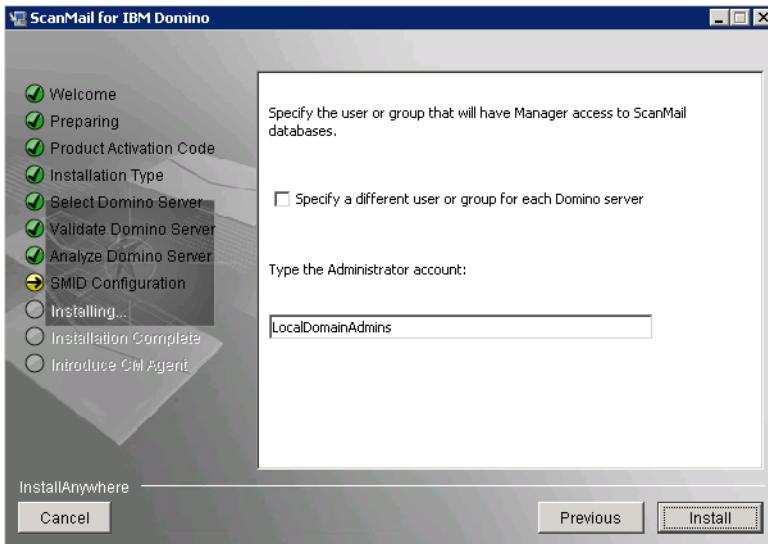 ScanMail for IBM Domino
Welcome
Preparing
Product Activation Code
Installation Type
Select Domino Server
Validate Domino Server
Analyze Domino Server
SMID Configuration
Installing...
Installation Complete
Introduce CM Agent
Specify the user or group that will have Manager access to ScanMail
databases.
Specify a different user or group for each Domino server
Type the Administrator account:
LocalDomainAdmins
InstallAnywhere
Cancel
Previous
Install